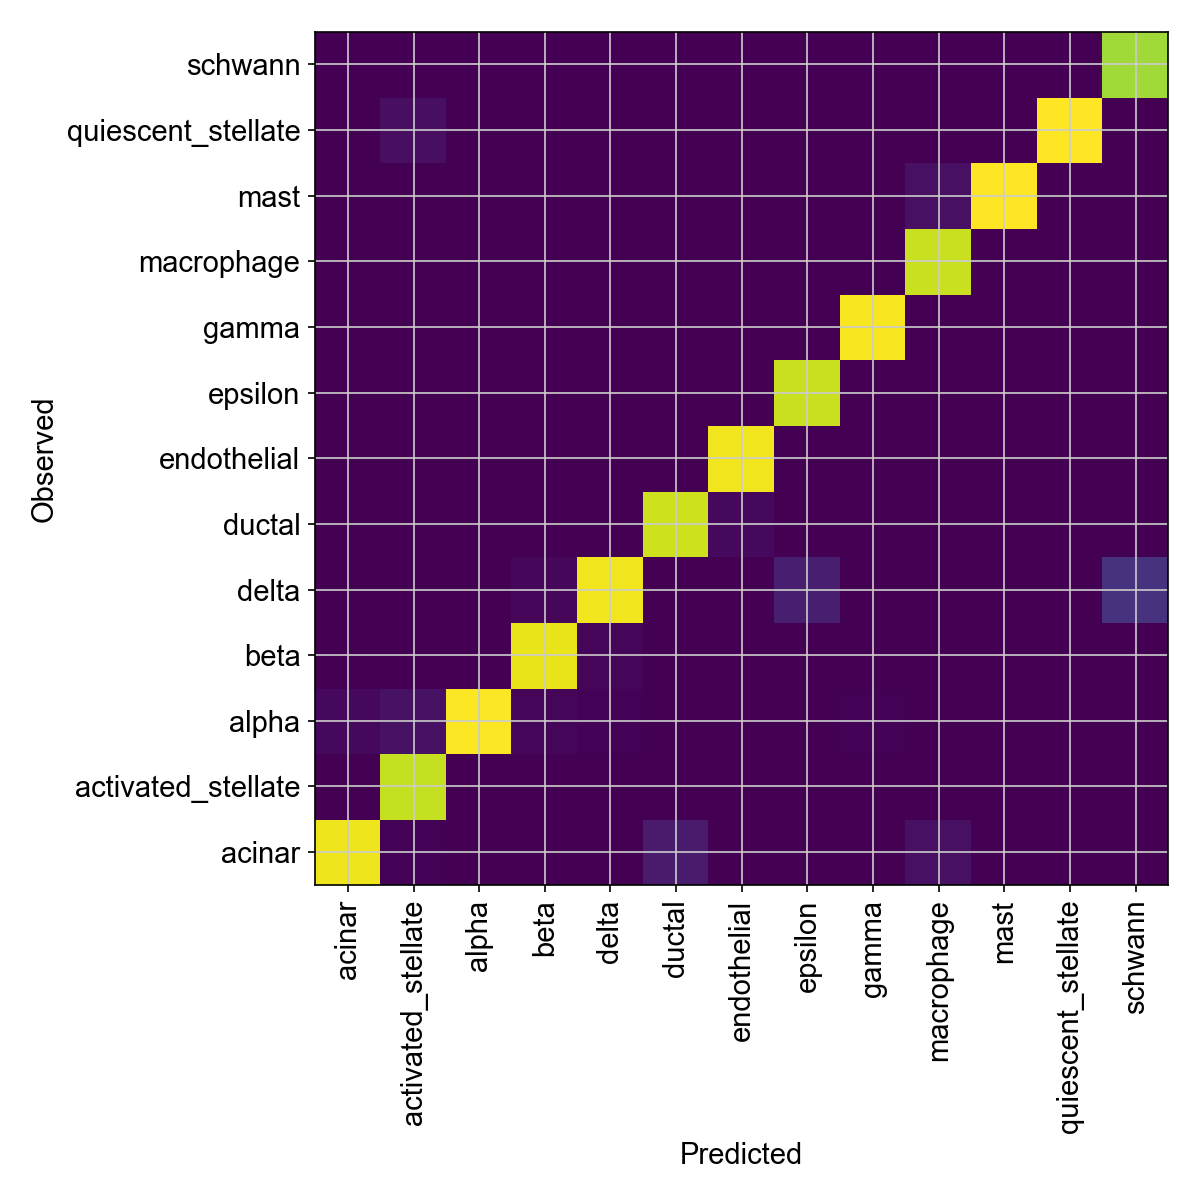 schwann
quiescent_stellate
mast
macrophage
gamma
epsilon
endothelial
ductal
delta
beta
alpha
activated_stellate
acinar
Observed
acinar
activated_stellate
alpha
beta
delta
ductal
endothelial
epsilon
gamma
macrophage
mast
quiescent_stellate
schwann
Predicted